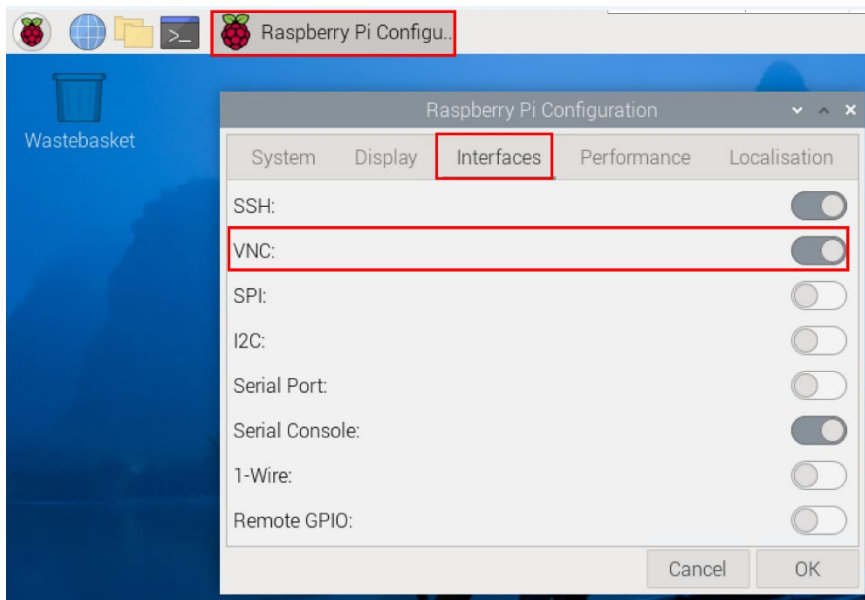 Raspberry Pi Configu..
Wastebasket
Raspberry Pi Configuration
System Display Interfaces Performance Localisation
SSH:
VNC:
SPI:
I2C:
Serial Port:
Serial Console:
1-Wire:
Remote GPIO:
Cancel OK